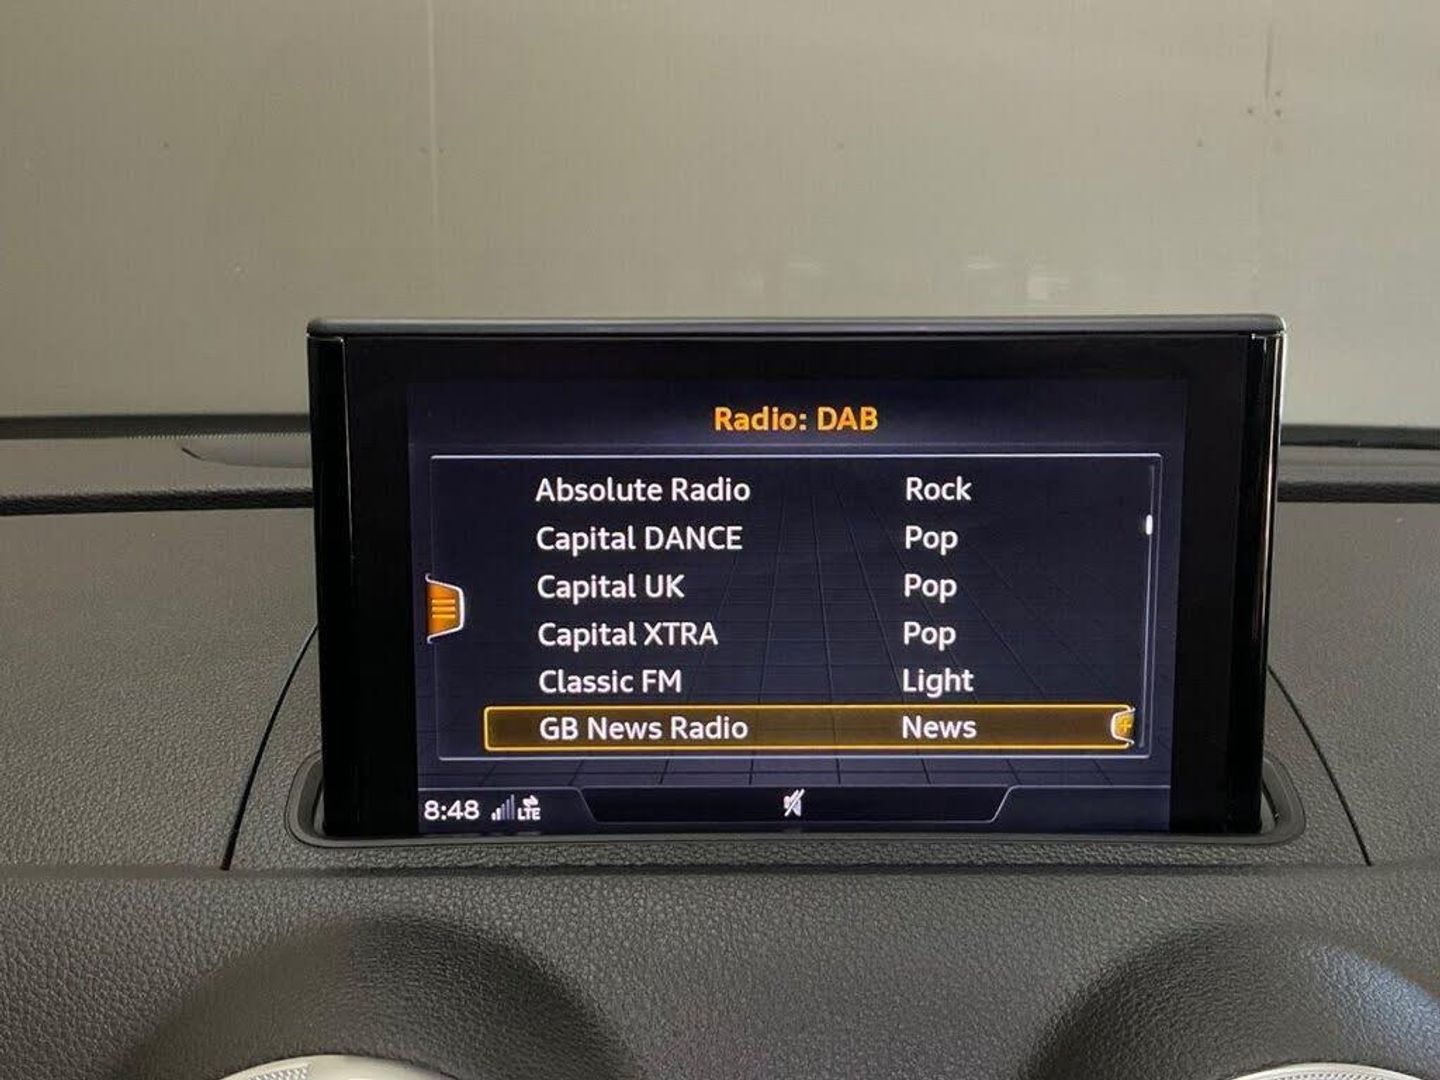 Radio: DAB
Absolute Radio Rock
Capital DANCE Pop
Capital UK Pop
Capital XTRA Pop
Classic FM Light
GB News Radio News
8:48 LTE